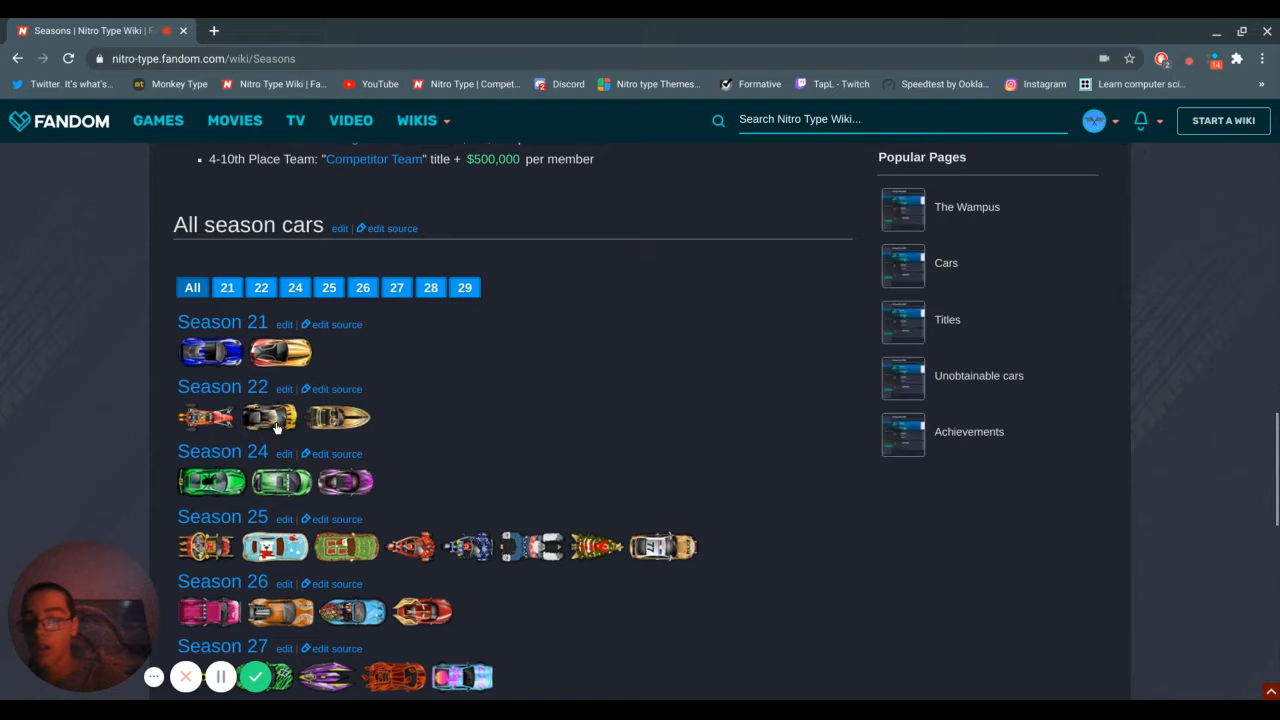 Seasons | Nitro Type Wiki | F
nitro-type.fandom.com/wiki/Seasons
14
Twitter. It's what's... Monkey Type Nitro Type Wiki | Fa... YouTube Nitro Type | Compet... Discord Nitro type Themes... Formative TapL - Twitch Speedtest by Ookla... Instagram Learn computer sci... »
FANDOM GAMES MOVIES TV VIDEO WIKIS Search Nitro Type Wiki... START A WIKI
4-10th Place Team: "Competitor Team" title + $500,000 per member
All season cars edit | edit source
All 21 22 24 25 26 27 28 29
Season 21 edit | edit source
Season 22 edit | edit source
Season 24 edit | edit source
Season 25 edit | edit source
Season 26 edit | edit source
Season 27 edit | edit source
Popular Pages
The Wampus
Cars
Titles
Unobtainable cars
Achievements